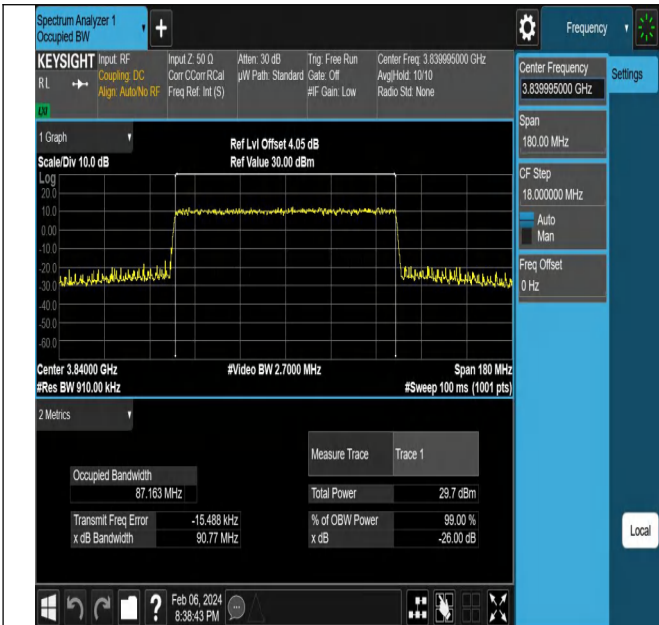 Spectrum Analyzer 1
Occupied BW
+
Frequency
KEYSIGHT
RL
LXI
Input: RF
Coupling: DC
Align: Auto/No RF
Input Z: 50 Ω
Corr CCorr RCal
Freq Ref: Int (S)
Atten: 30 dB
µW Path: Standard
Trig: Free Run
Gate: Off
#IF Gain: Low
Center Freq: 3.839995000 GHz
Avg|Hold: 10/10
Radio Std: None
Center Frequency
3.839995000 GHz
Settings
Span
180.00 MHz
CF Step
18.000000 MHz
Auto
Man
Freq Offset
0 Hz
1 Graph
Scale/Div 10.0 dB
Ref Lvl Offset 4.05 dB
Ref Value 30.00 dBm
Log
20.0
10.0
0.00
-10.0
-20.0
-30.0
-40.0
-50.0
-60.0
Center 3.84000 GHz
#Video BW 2.7000 MHz
Span 180 MHz
#Res BW 910.00 kHz
#Sweep 100 ms (1001 pts)
2 Metrics
Measure Trace Trace 1
Occupied Bandwidth
87.163 MHz
Total Power 29.7 dBm
Transmit Freq Error -15.488 kHz
% of OBW Power 99.00 %
x dB Bandwidth 90.77 MHz
x dB -26.00 dB
Local
?
Feb 06, 2024
8:38:43 PM